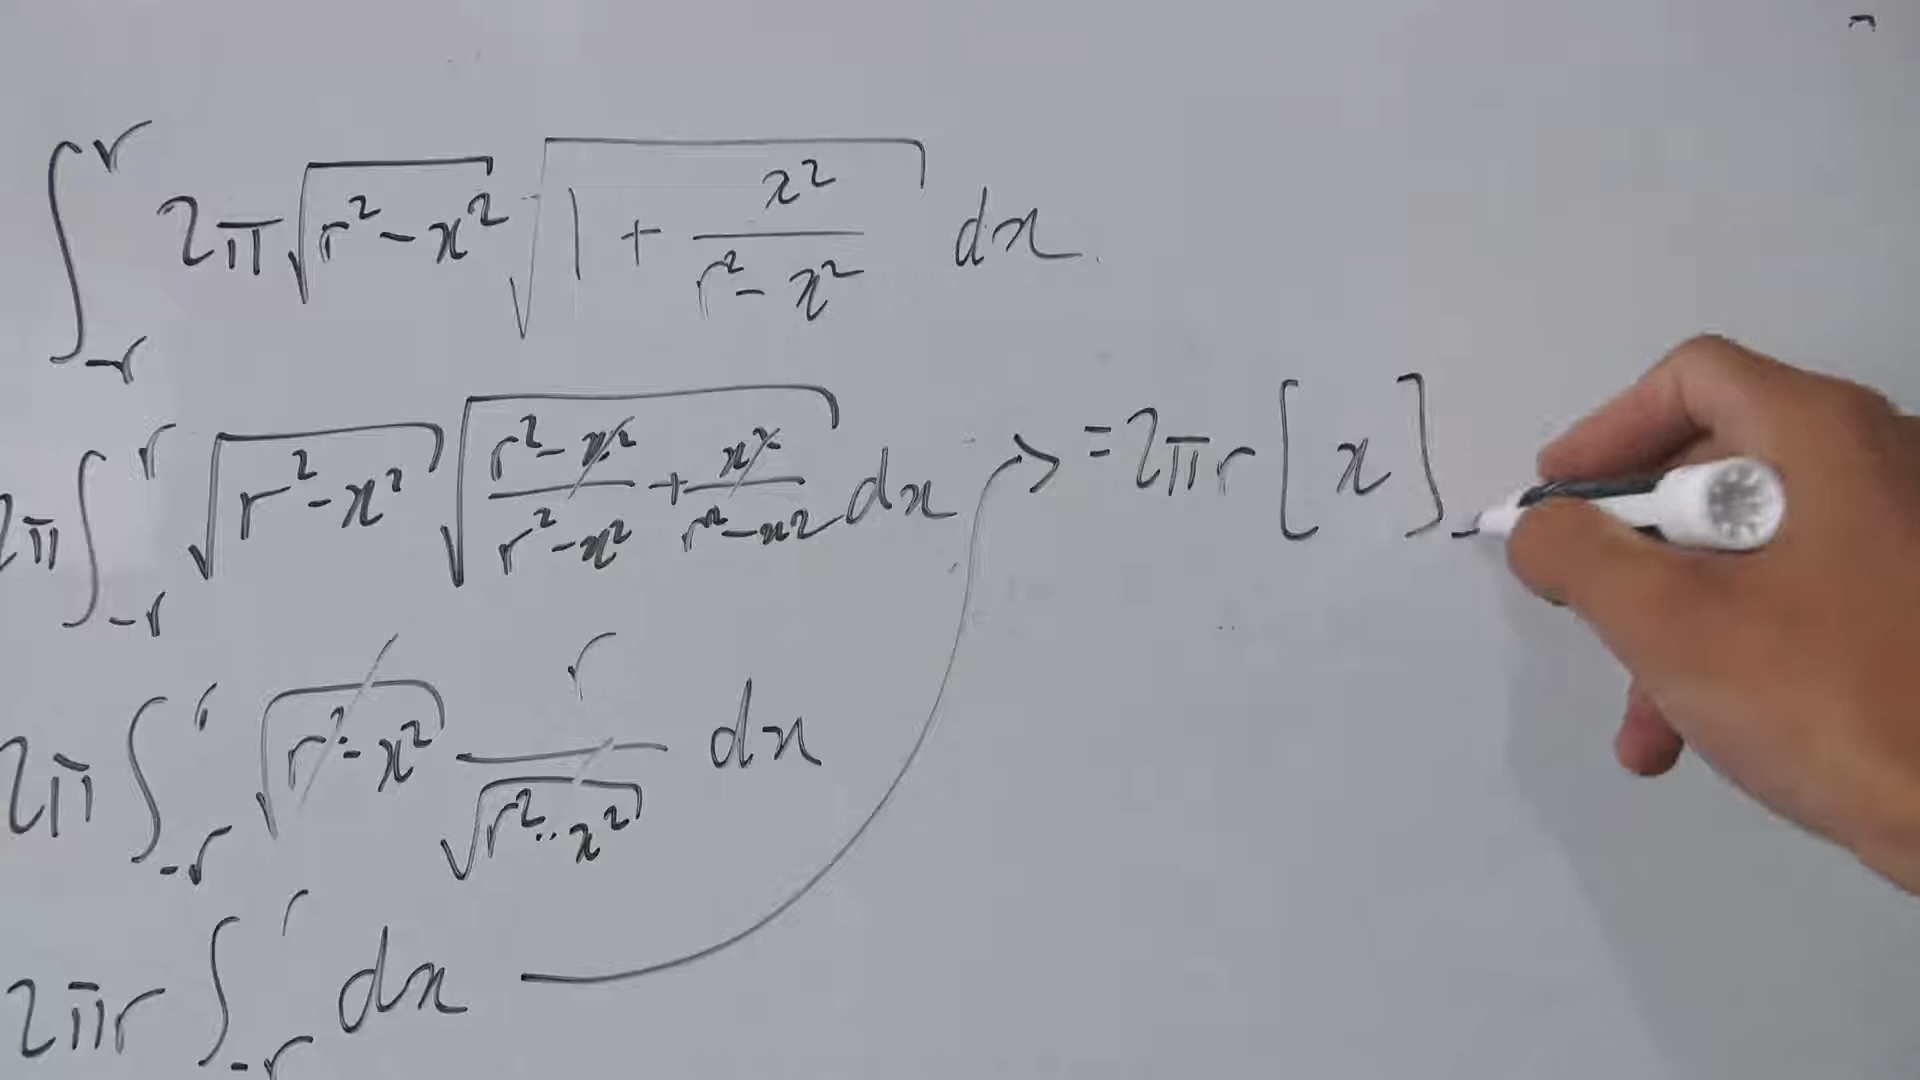 ∫_{-r}^{r} 2π√(r²-x²) √(1 + x²/(r²-x²)) dx
2π ∫_{-r}^{r} √(r²-x²) √((r²-x²)/(r²-x²) + x²/(r²-x²)) dx
2π ∫_{-r}^{r} √(r²-x²) r/√(r²-x²) dx
2πr ∫_{-r}^{r} dx
=2πr[x]_-